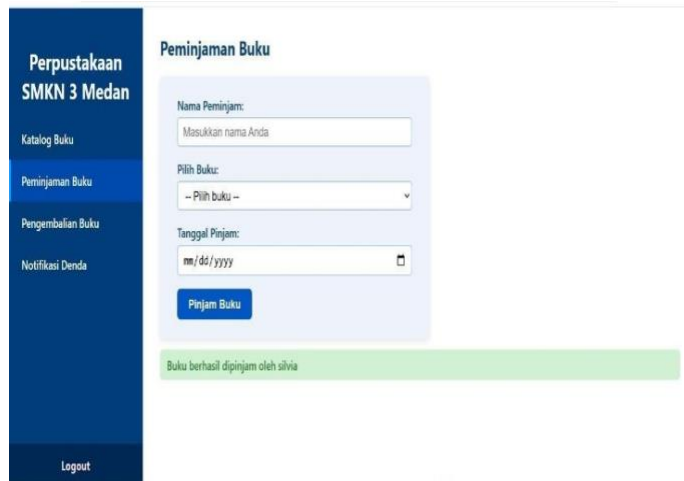 Perpustakaan
SMKN 3 Medan
Katalog Buku
Peminjaman Buku
Pengembalian Buku
Notifikasi Denda
Logout
Peminjaman Buku
Nama Peminjam:
Masukkan nama Anda
Pilih Buku:
-- Pilih buku --
Tanggal Pinjam:
mm/dd/yyyy
Pinjam Buku
Buku berhasil dipinjam oleh silvia